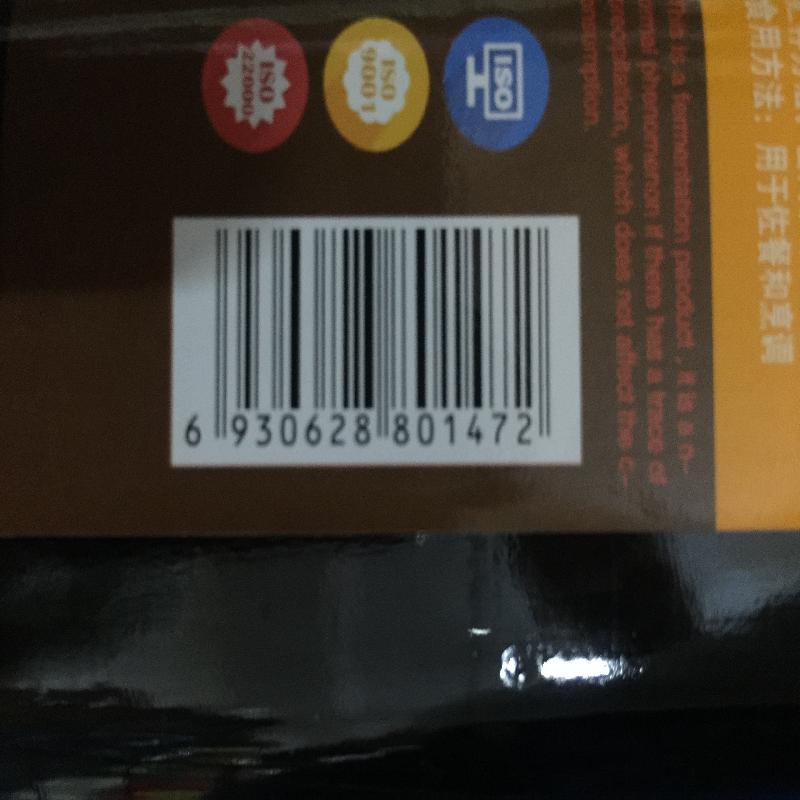 食用方法：用于佐餐和烹调
This is a fermentation product, it is a n-
ormal phenomenon if there has a trace of
precipitation, which does not affect the c-
onsumption.
ISO
ISO
9001
ISO
22000
6 930628 801472